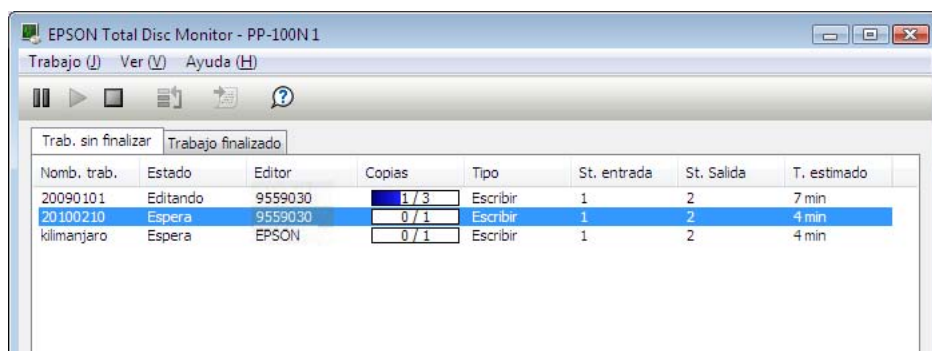 EPSON Total Disc Monitor - PP-100N 1
Trabajo (J) Ver (V) Ayuda (H)
Trab. sin finalizar Trabajo finalizado
Nomb. trab. Estado Editor Copias Tipo St. entrada St. Salida T. estimado
20090101 Editando 9559030 1 / 3 Escribir 1 2 7 min
20100210 Espera 9559030 0 / 1 Escribir 1 2 4 min
kilimanjaro Espera EPSON 0 / 1 Escribir 1 2 4 min